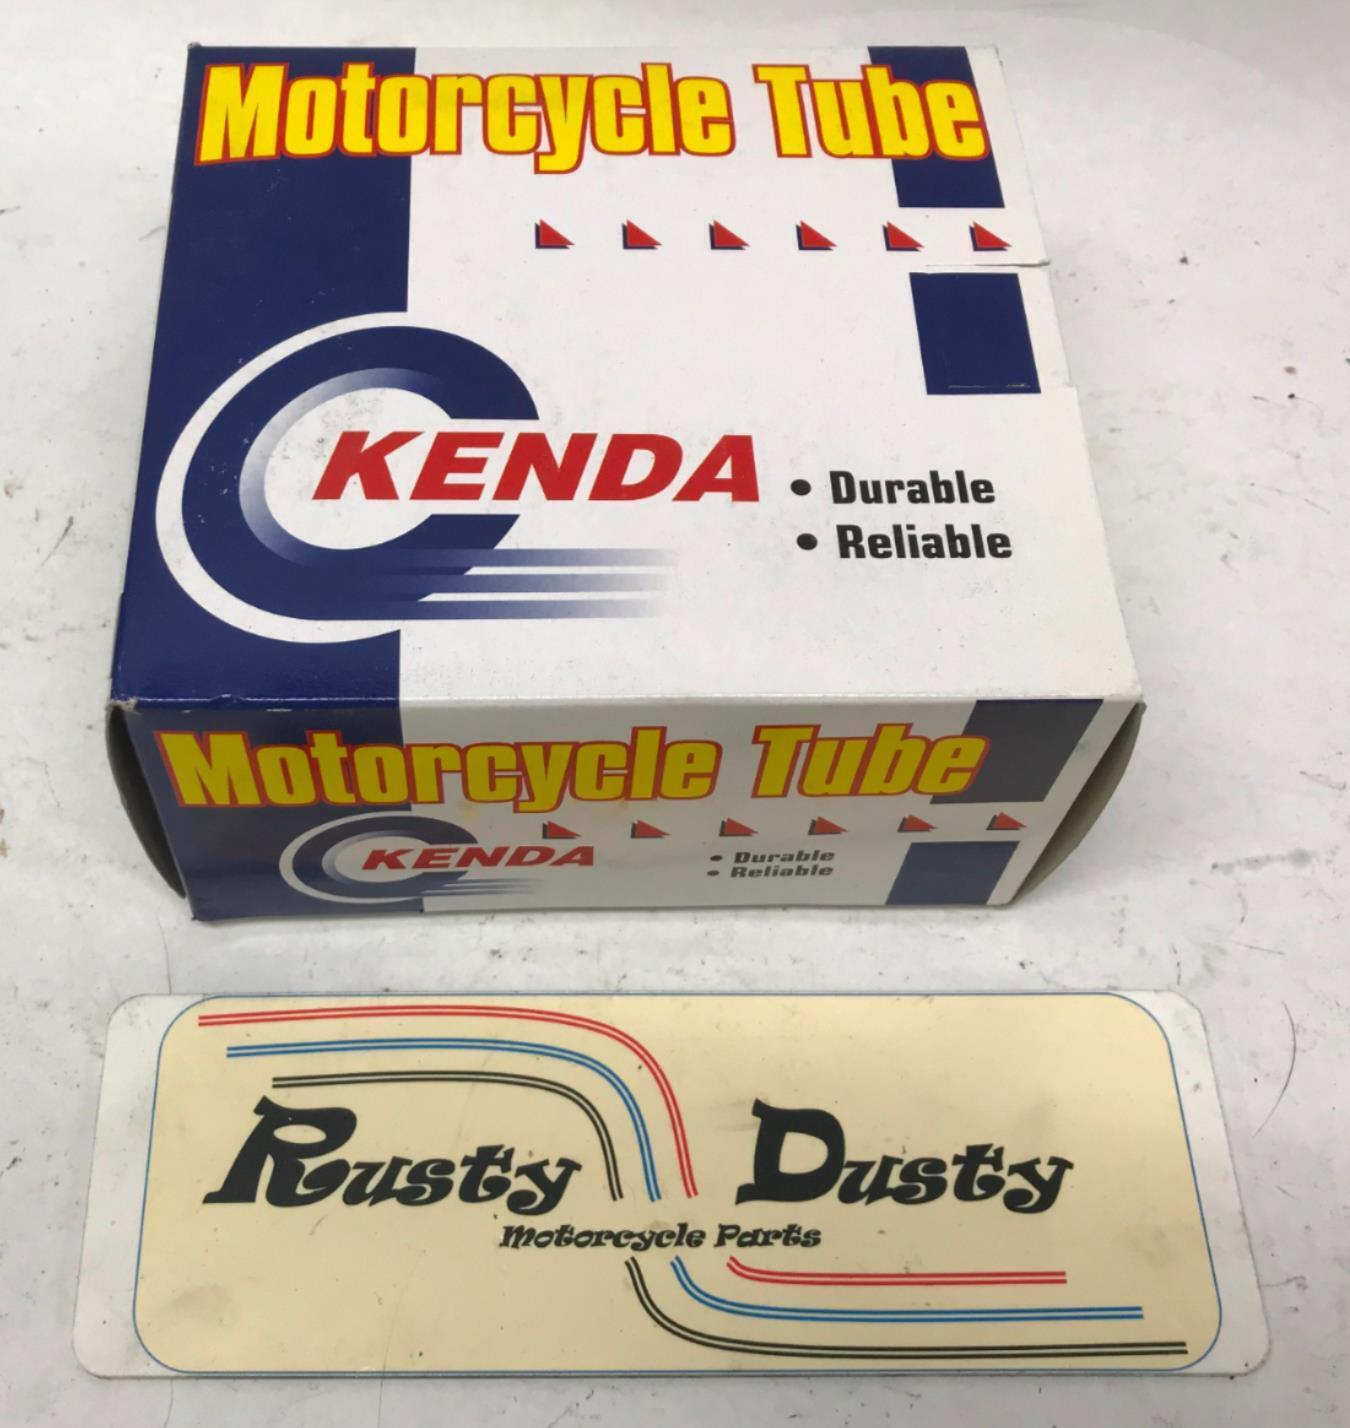 Motorcycle Tube
KENDA
• Durable
• Reliable
Motorcycle Tube
KENDA
• Durable
• Reliable
Rusty Dusty
Motorcycle Parts